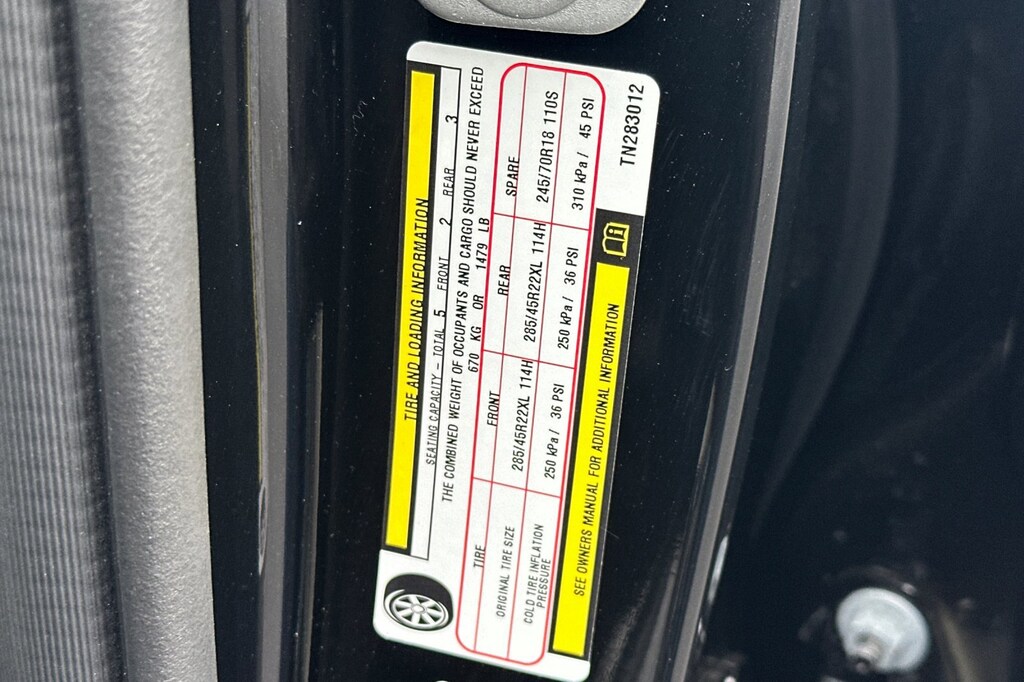 TIRE AND LOADING INFORMATION
SEATING CAPACITY - TOTAL 5 FRONT 2 REAR 3
THE COMBINED WEIGHT OF OCCUPANTS AND CARGO SHOULD NEVER EXCEED
670 KG OR 1479 LB
TIRE FRONT REAR SPARE
ORIGINAL TIRE SIZE 285/45R22XL 114H 285/45R22XL 114H 245/70R18 110S
COLD TIRE INFLATION PRESSURE 250 kPa/ 36 PSI 250 kPa/ 36 PSI 310 kPa/ 45 PSI
SEE OWNERS MANUAL FOR ADDITIONAL INFORMATION
TN283012